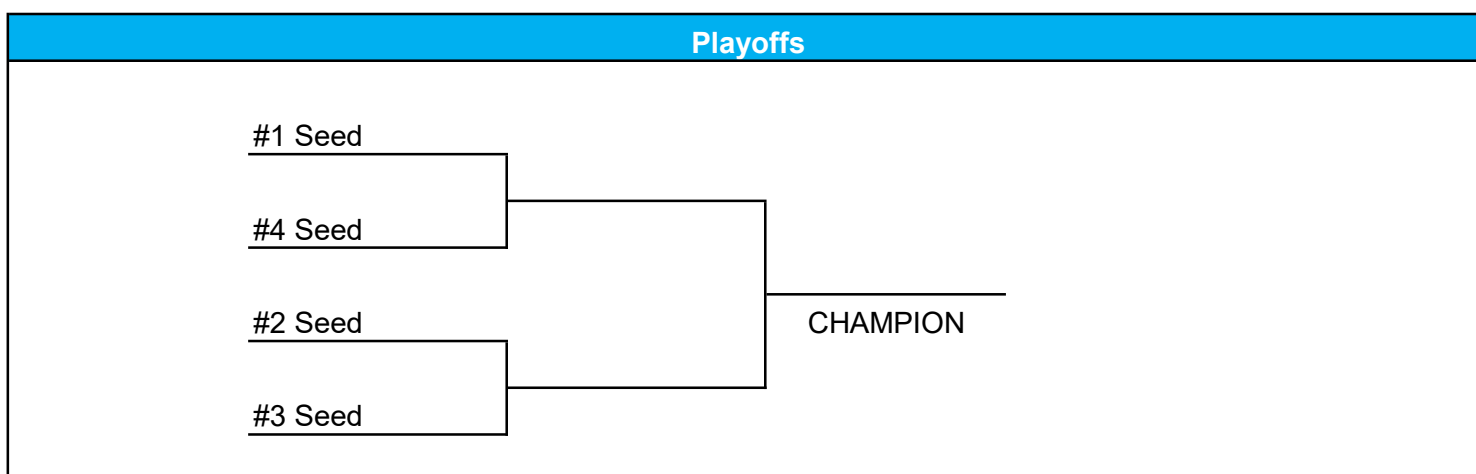 Playoffs
#1 Seed
#4 Seed
#2 Seed
CHAMPION
#3 Seed